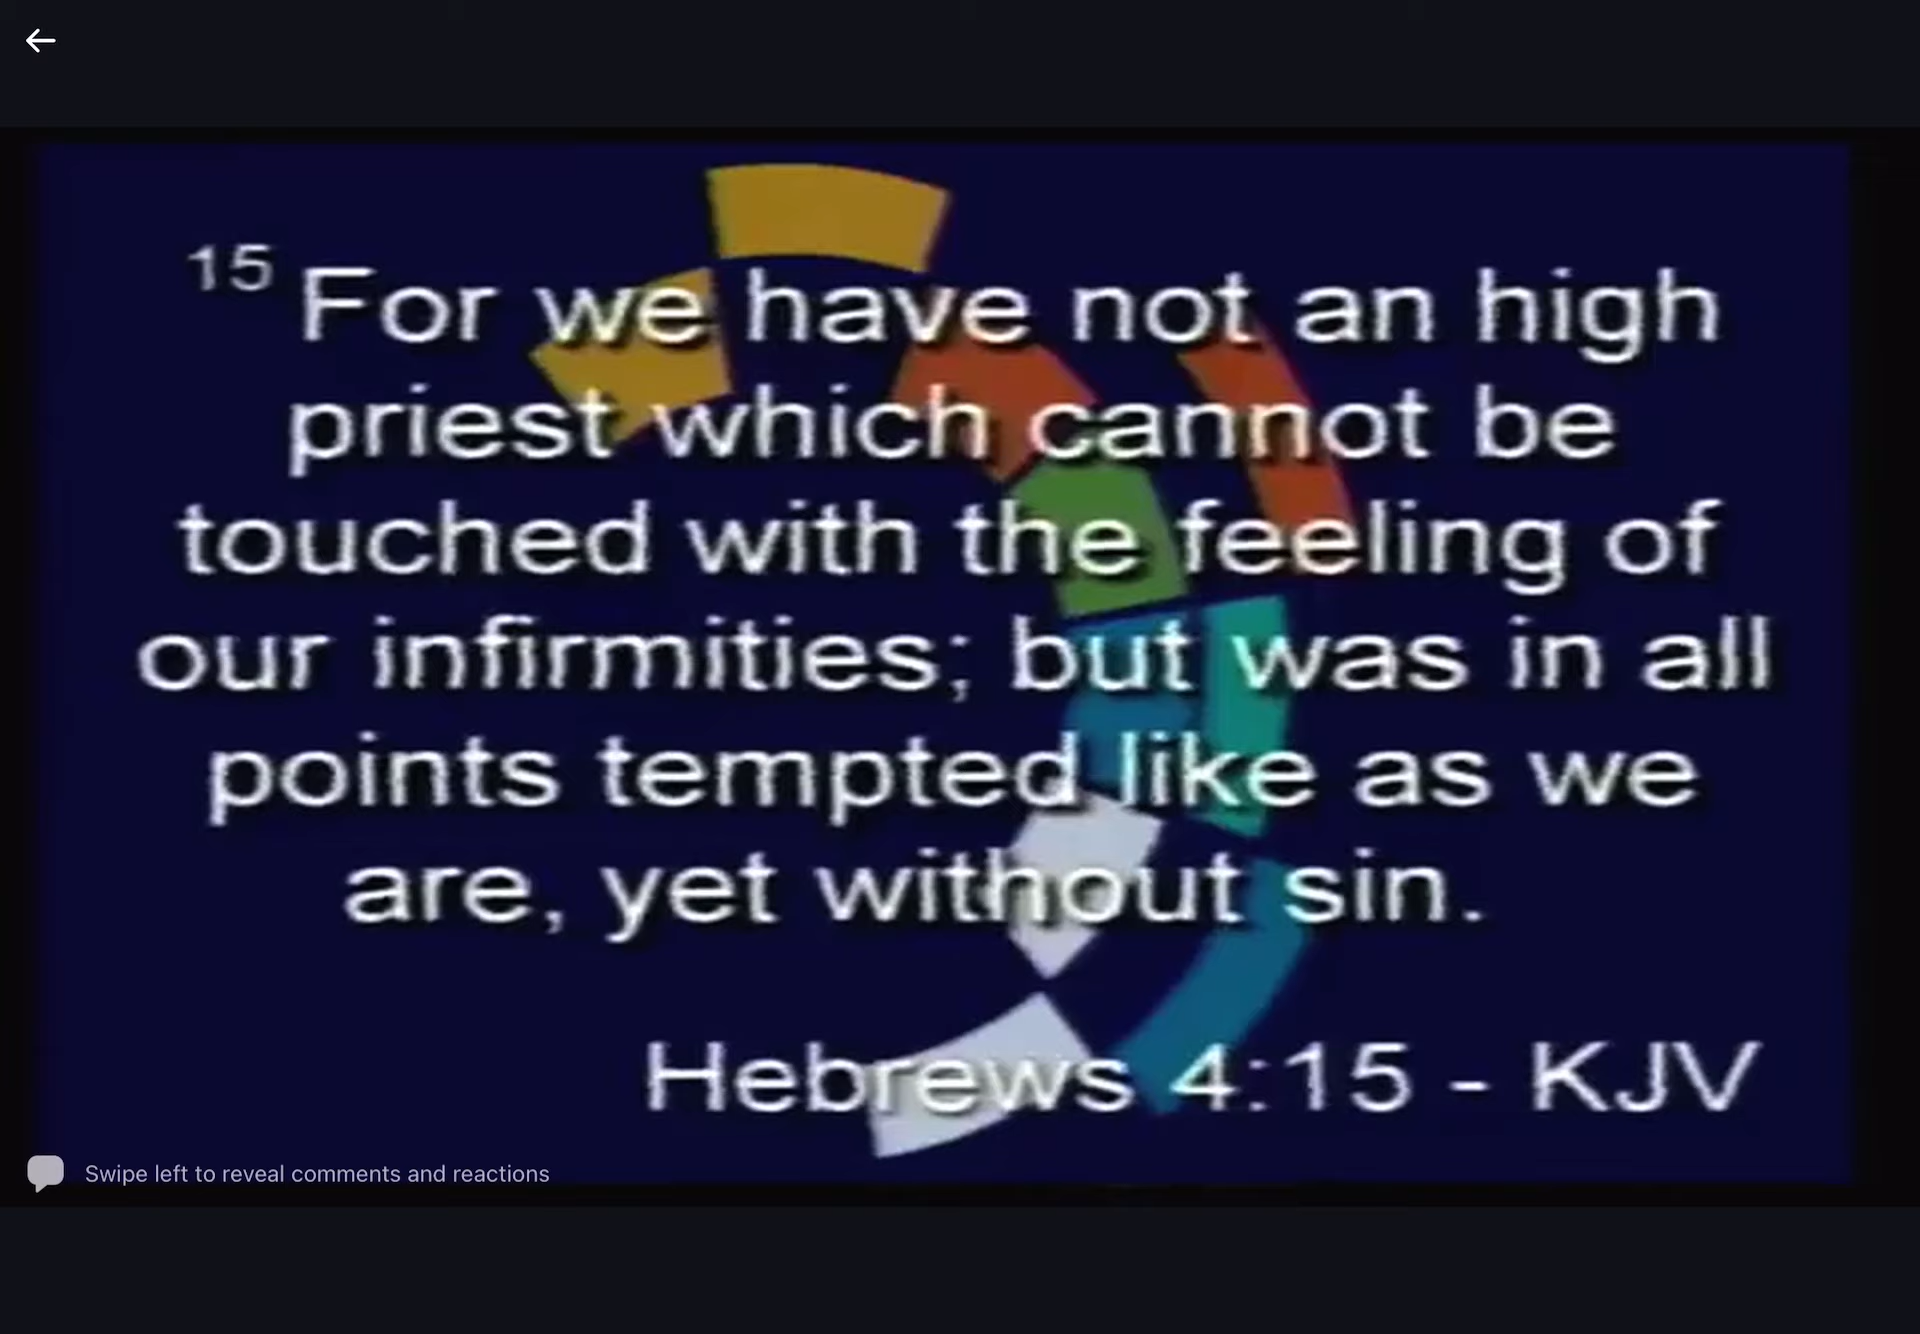 15 For we have not an high
priest which cannot be
touched with the feeling of
our infirmities; but was in all
points tempted like as we
are, yet without sin.
Hebrews 4:15 - KJV
Swipe left to reveal comments and reactions